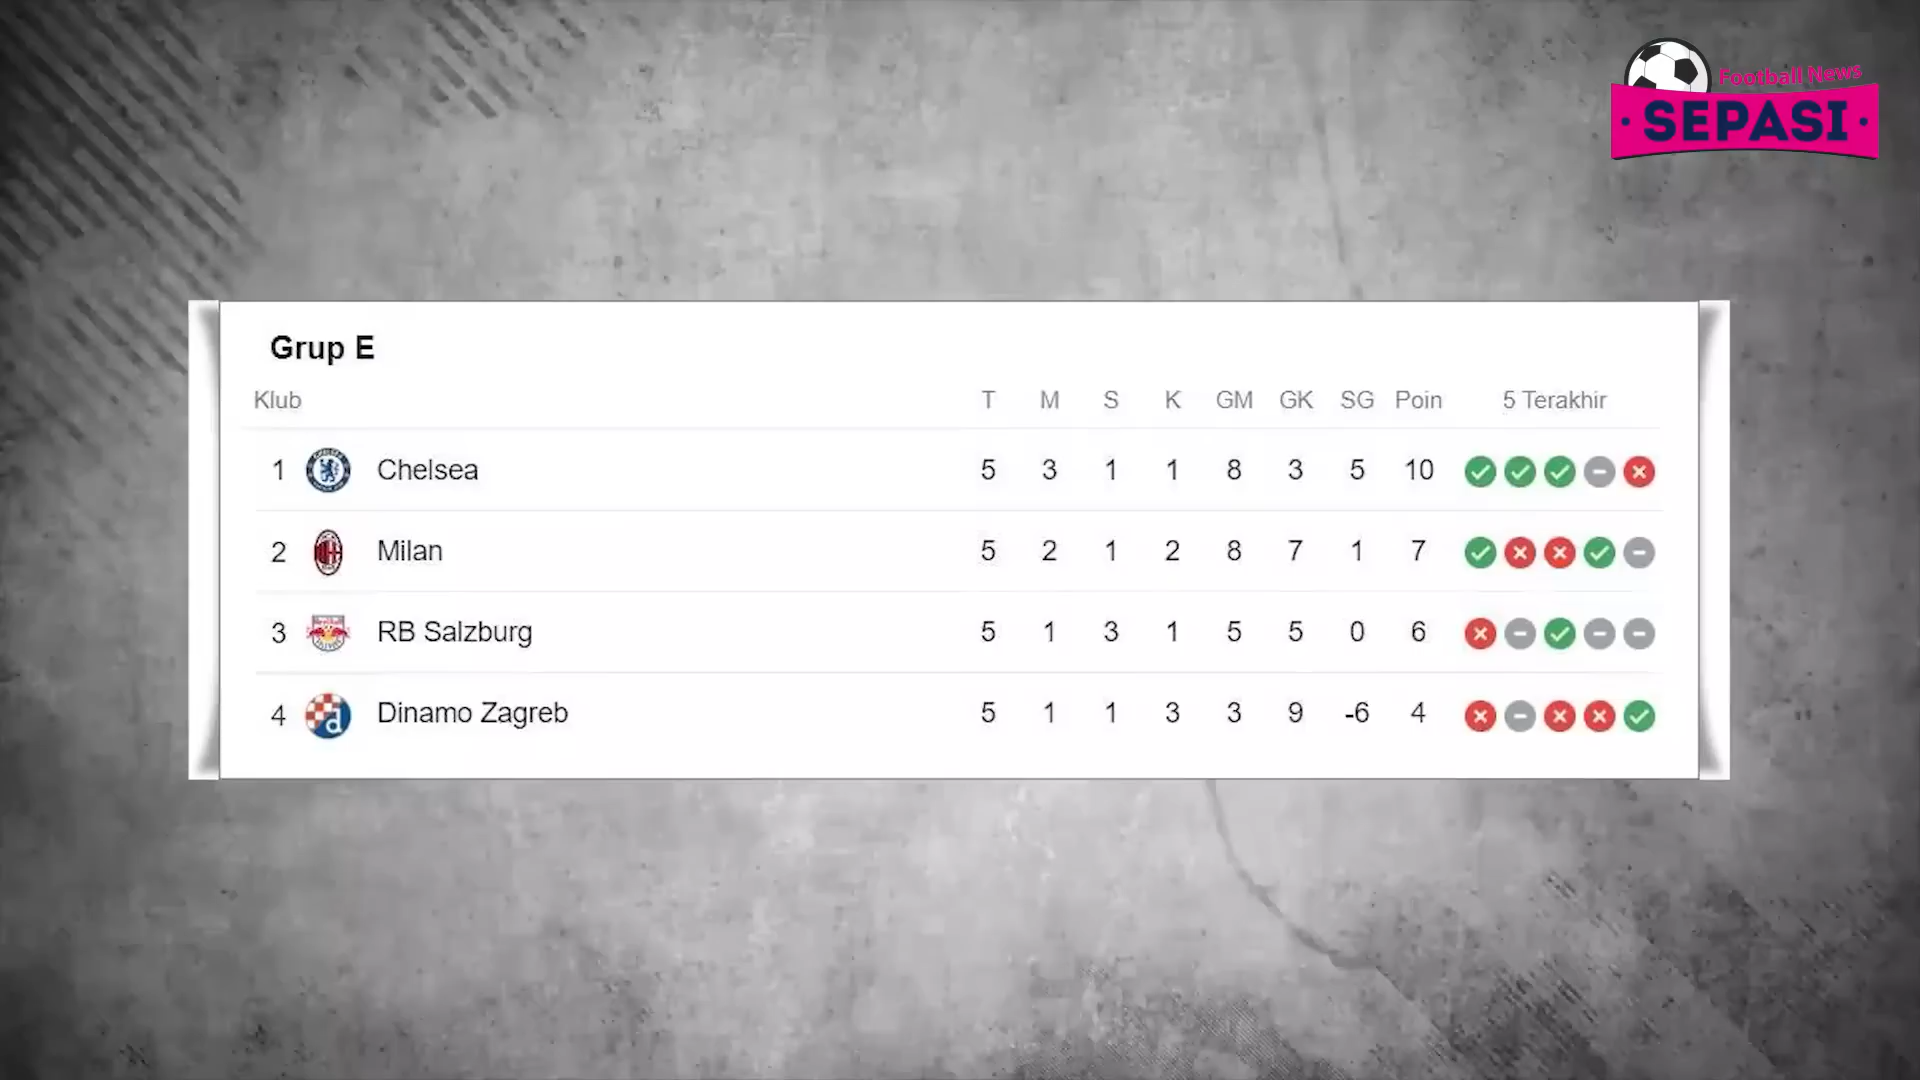 Football News
SEPASI
Grup E
Klub T M S K GM GK SG Poin 5 Terakhir
1 Chelsea 5 3 1 1 8 3 5 10
2 Milan 5 2 1 2 8 7 1 7
3 RB Salzburg 5 1 3 1 5 5 0 6
4 Dinamo Zagreb 5 1 1 3 3 9 -6 4